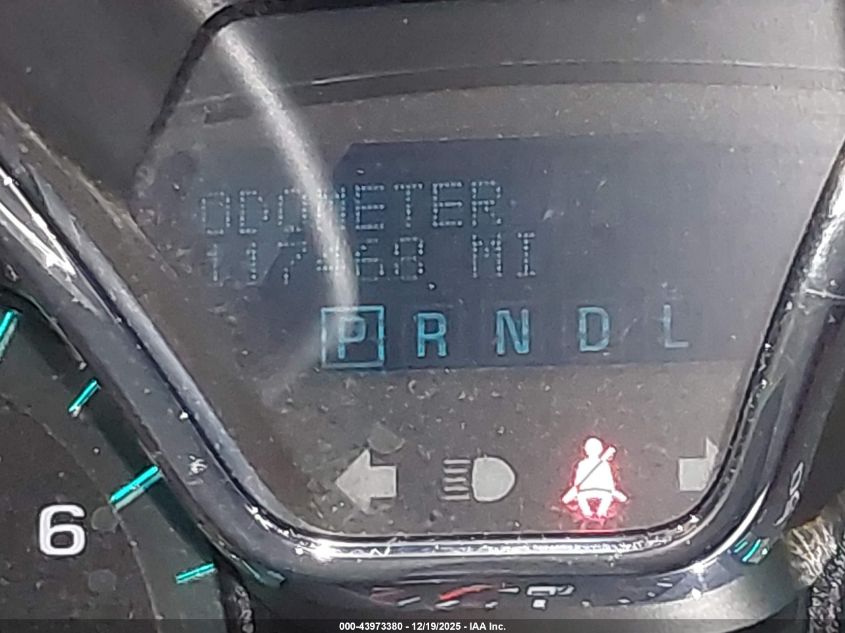 ODOMETER
117468 MI
P R N D L
6
000-43973380 - 12/19/2025 - IAA Inc.